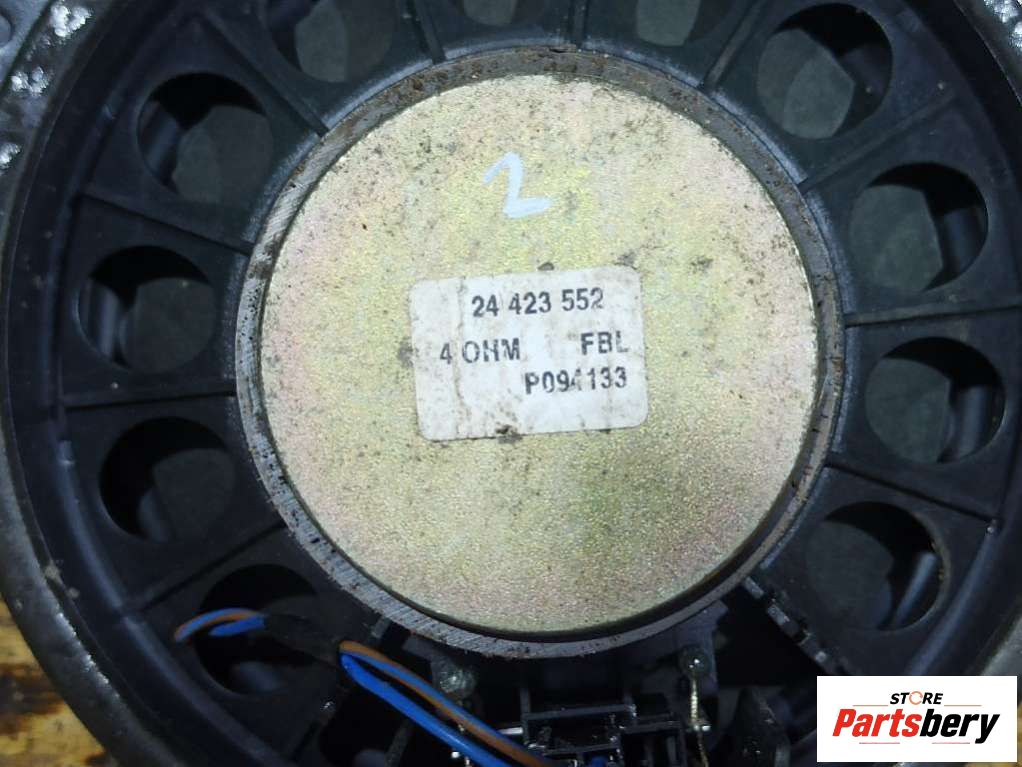 2
24 423 552
4 OHM FBL
P094133
STORE
Partsbery